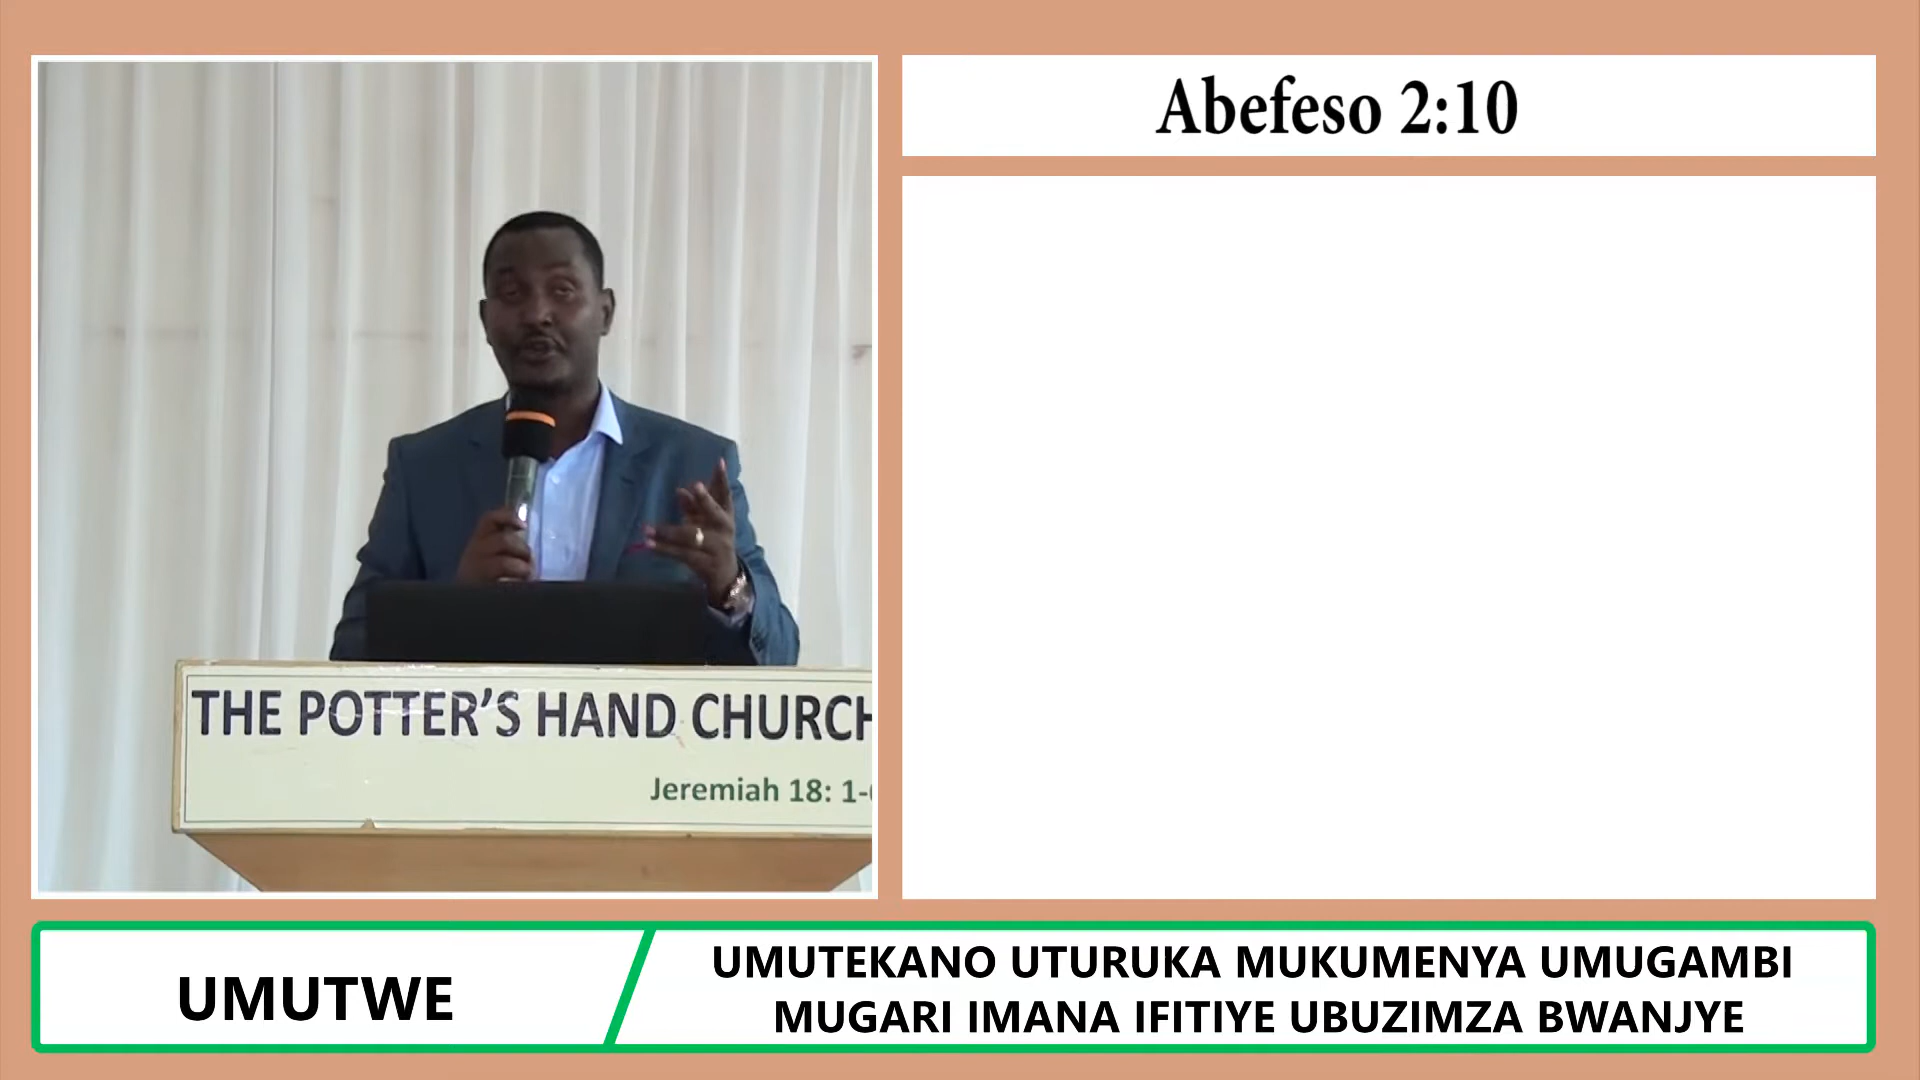 Abefeso 2:10
THE POTTER'S HAND CHURCH
Jeremiah 18: 1-
UMUTWE
UMUTEKANO UTURUKA MUKUMENYA UMUGAMBI
MUGARI IMANA IFITIYE UBUZIMZA BWANJYE